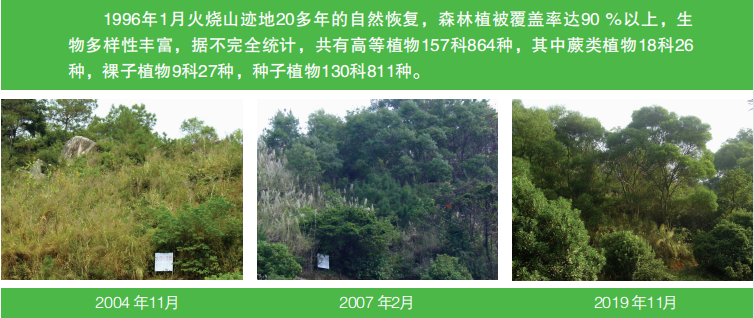 1996年1月火烧山迹地20多年的自然恢复，森林植被覆盖率达90 %以上，生
物多样性丰富，据不完全统计，共有高等植物157科864种，其中蕨类植物18科26
种，裸子植物9科27种，种子植物130科811种。
2004 年11月
2007 年2月
2019 年11月